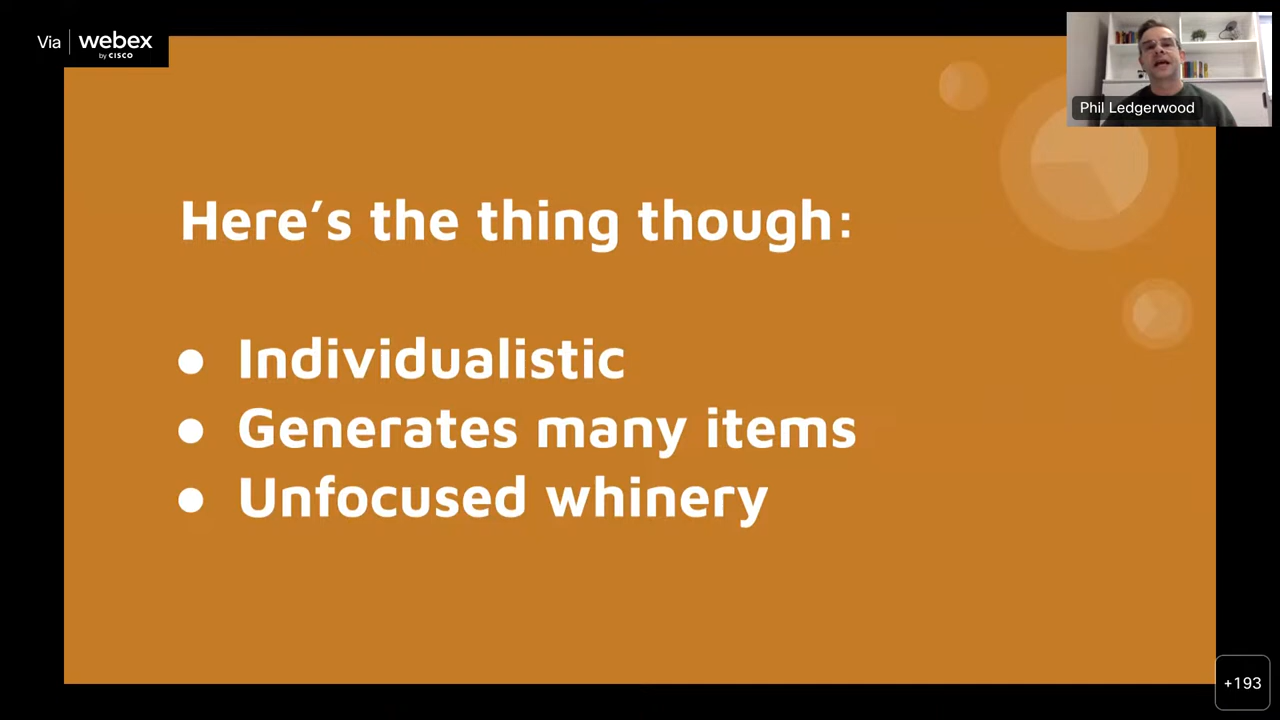 Via webex
by CISCO
Phil Ledgerwood
Here’s the thing though:
● Individualistic
● Generates many items
● Unfocused whinery
+193